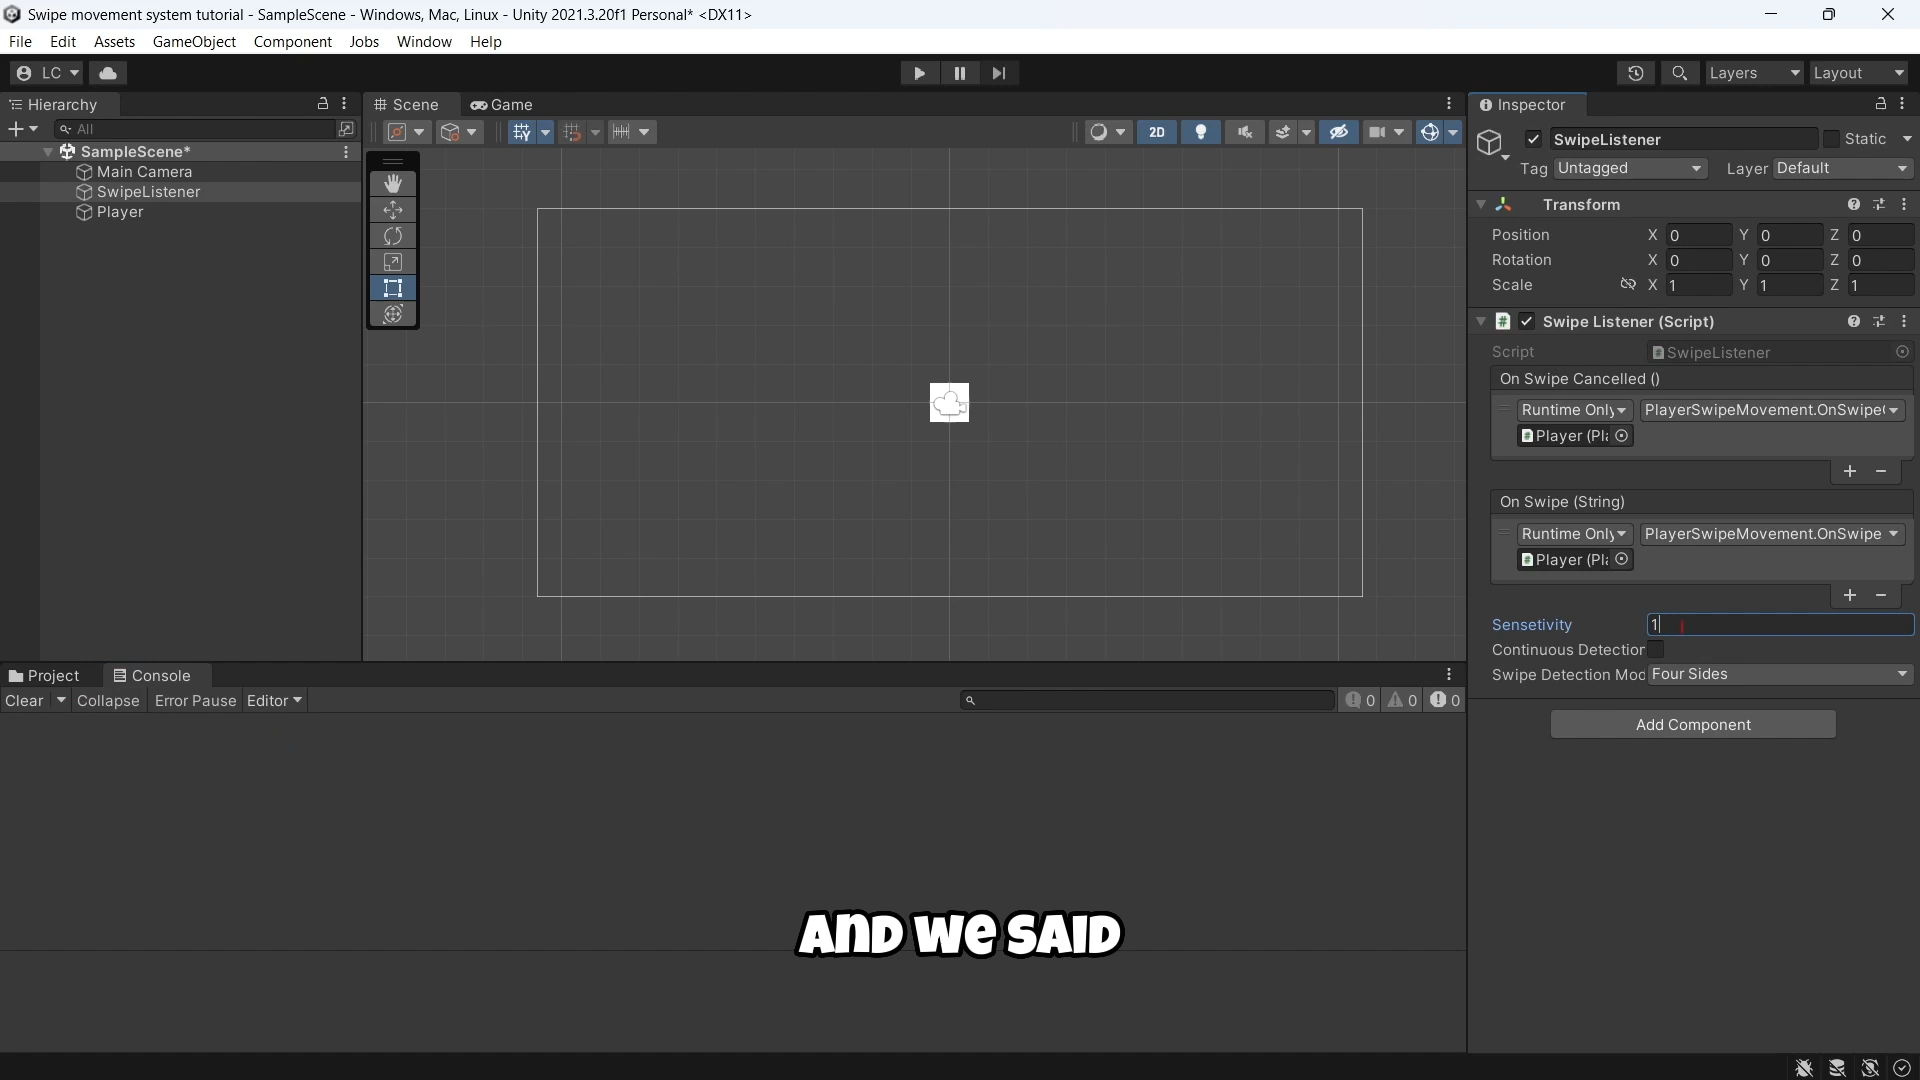 Swipe movement system tutorial - SampleScene - Windows, Mac, Linux - Unity 2021.3.20f1 Personal* <DX11>
File Edit Assets GameObject Component Jobs Window Help
LC Layers Layout
Hierarchy
All
SampleScene*
Main Camera
SwipeListener
Player
Scene Game
2D
Inspector
SwipeListener Static
Tag Untagged Layer Default
Transform
Position X 0 Y 0 Z 0
Rotation X 0 Y 0 Z 0
Scale X 1 Y 1 Z 1
Swipe Listener (Script)
Script SwipeListener
On Swipe Cancelled ()
Runtime Only PlayerSwipeMovement.OnSwipe(
Player (Pla
On Swipe (String)
Runtime Only PlayerSwipeMovement.OnSwipe
Player (Pla
Sensetivity 1
Continuous Detection
Swipe Detection Mod Four Sides
Add Component
Project Console
Clear Collapse Error Pause Editor 0 0 0
AND WE SAID